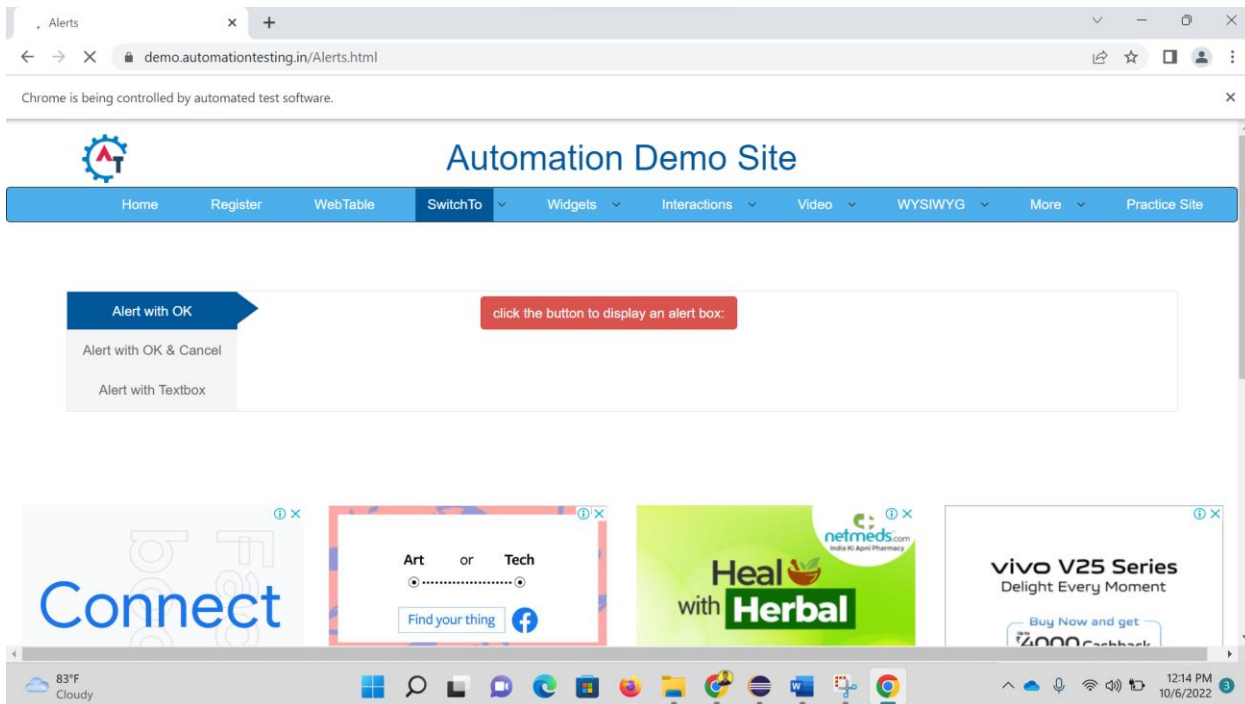 Alerts
demo.automationtesting.in/Alerts.html
Chrome is being controlled by automated test software.
Automation Demo Site
Home Register WebTable SwitchTo Widgets Interactions Video WYSIWYG More Practice Site
Alert with OK
click the button to display an alert box:
Alert with OK & Cancel
Alert with Textbox
Connect
Art or Tech
Find your thing
netmeds.com
India Ki Apni Pharmacy
Heal
with Herbal
vivo V25 Series
Delight Every Moment
Buy Now and get
₹4000 Cashback
83°F
Cloudy
12:14 PM
10/6/2022
3